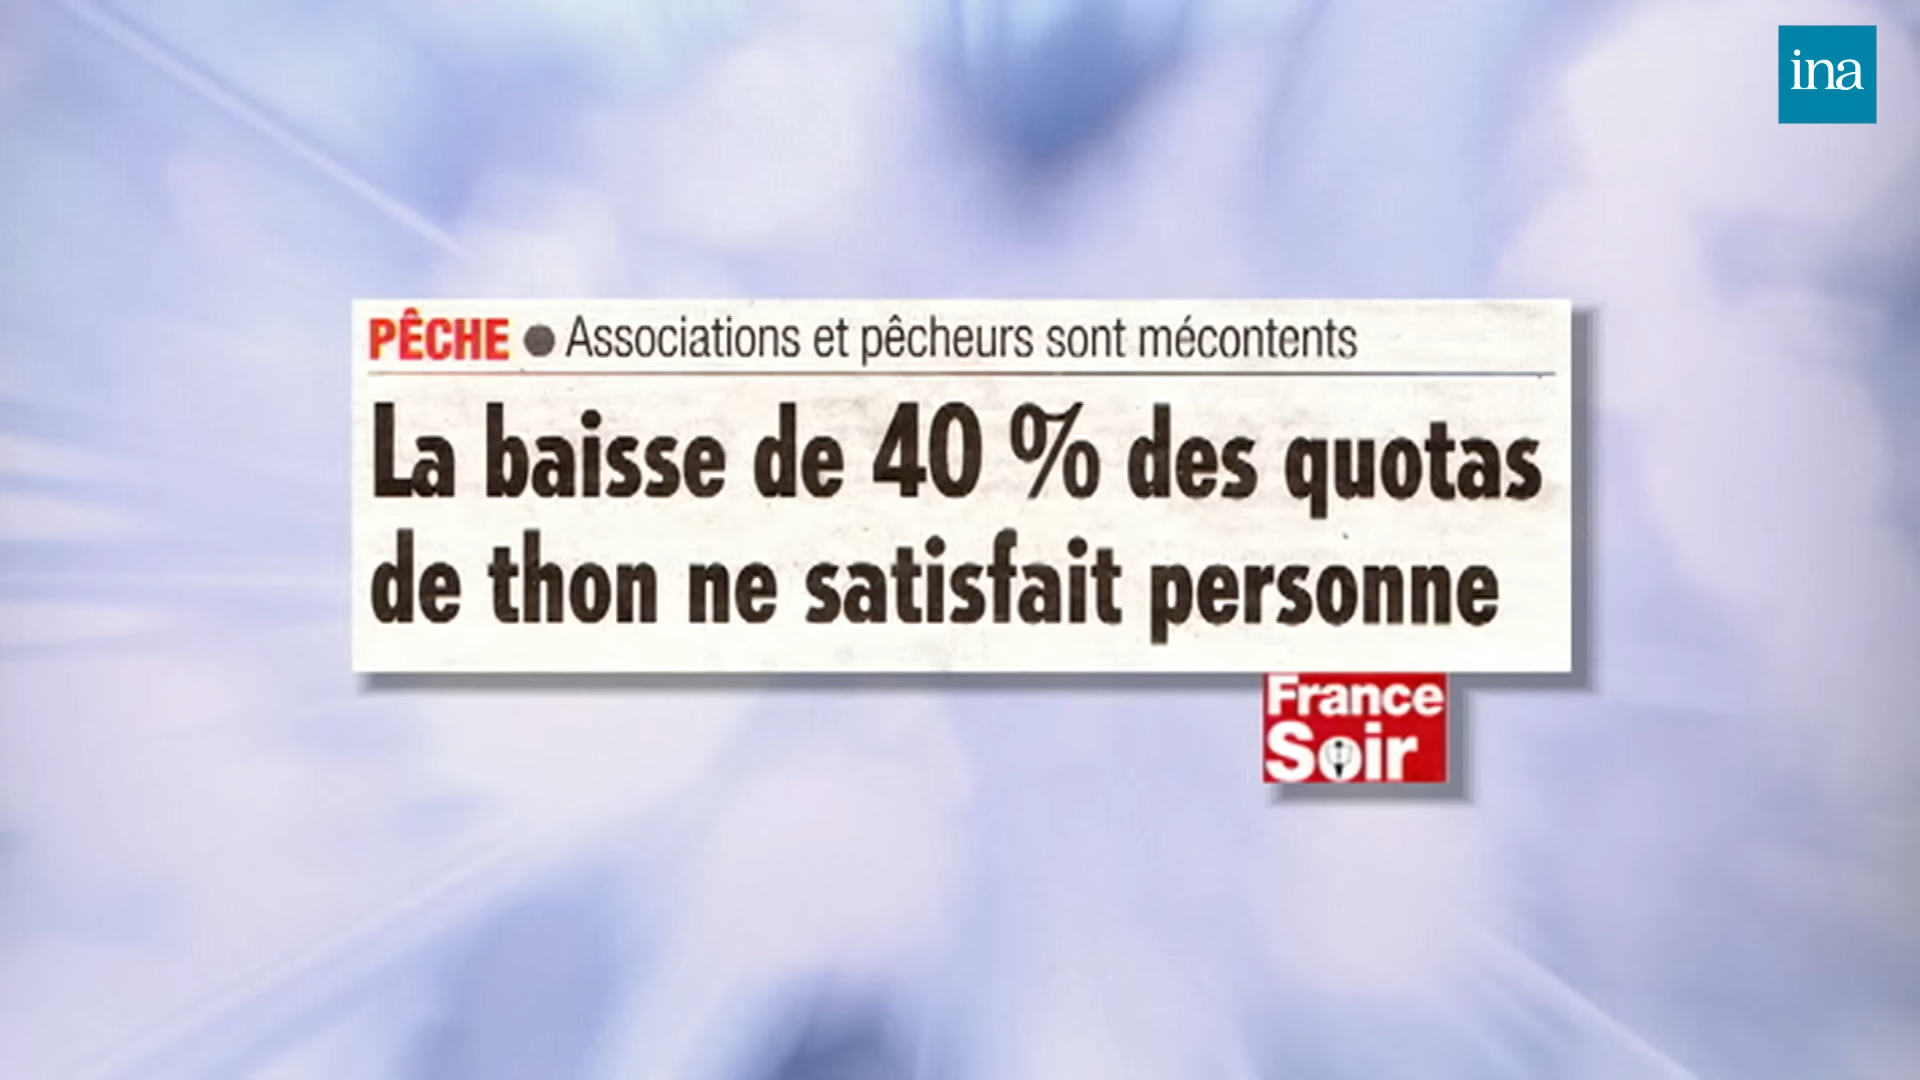 ina
PÊCHE ● Associations et pêcheurs sont mécontents
La baisse de 40 % des quotas
de thon ne satisfait personne
France
Soir